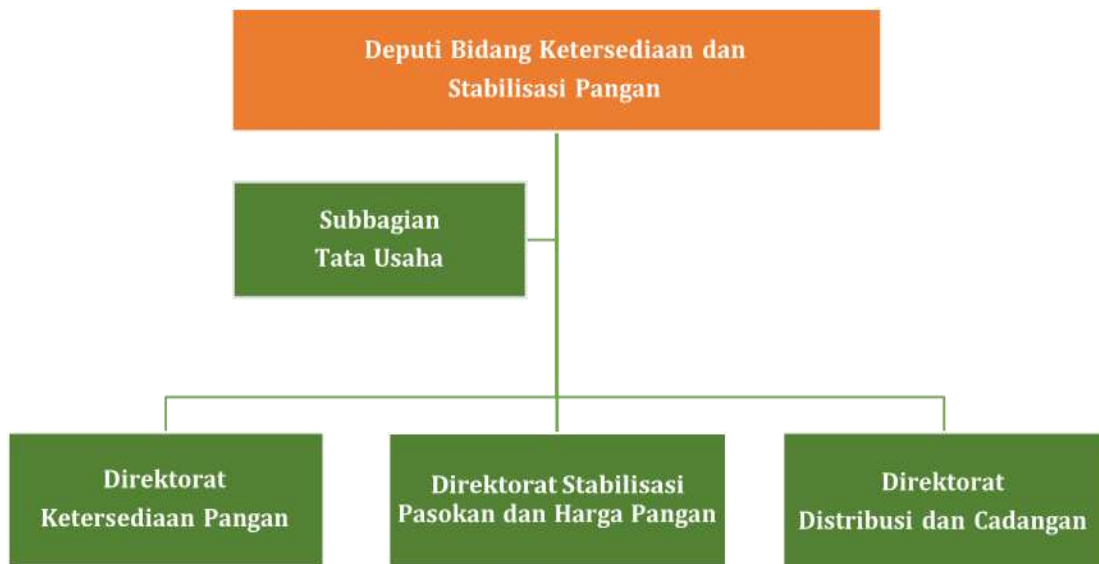 Deputi Bidang Ketersediaan dan
Stabilisasi Pangan
Subbagian
Tata Usaha
Direktorat
Ketersediaan Pangan
Direktorat Stabilisasi
Pasokan dan Harga Pangan
Direktorat
Distribusi dan Cadangan